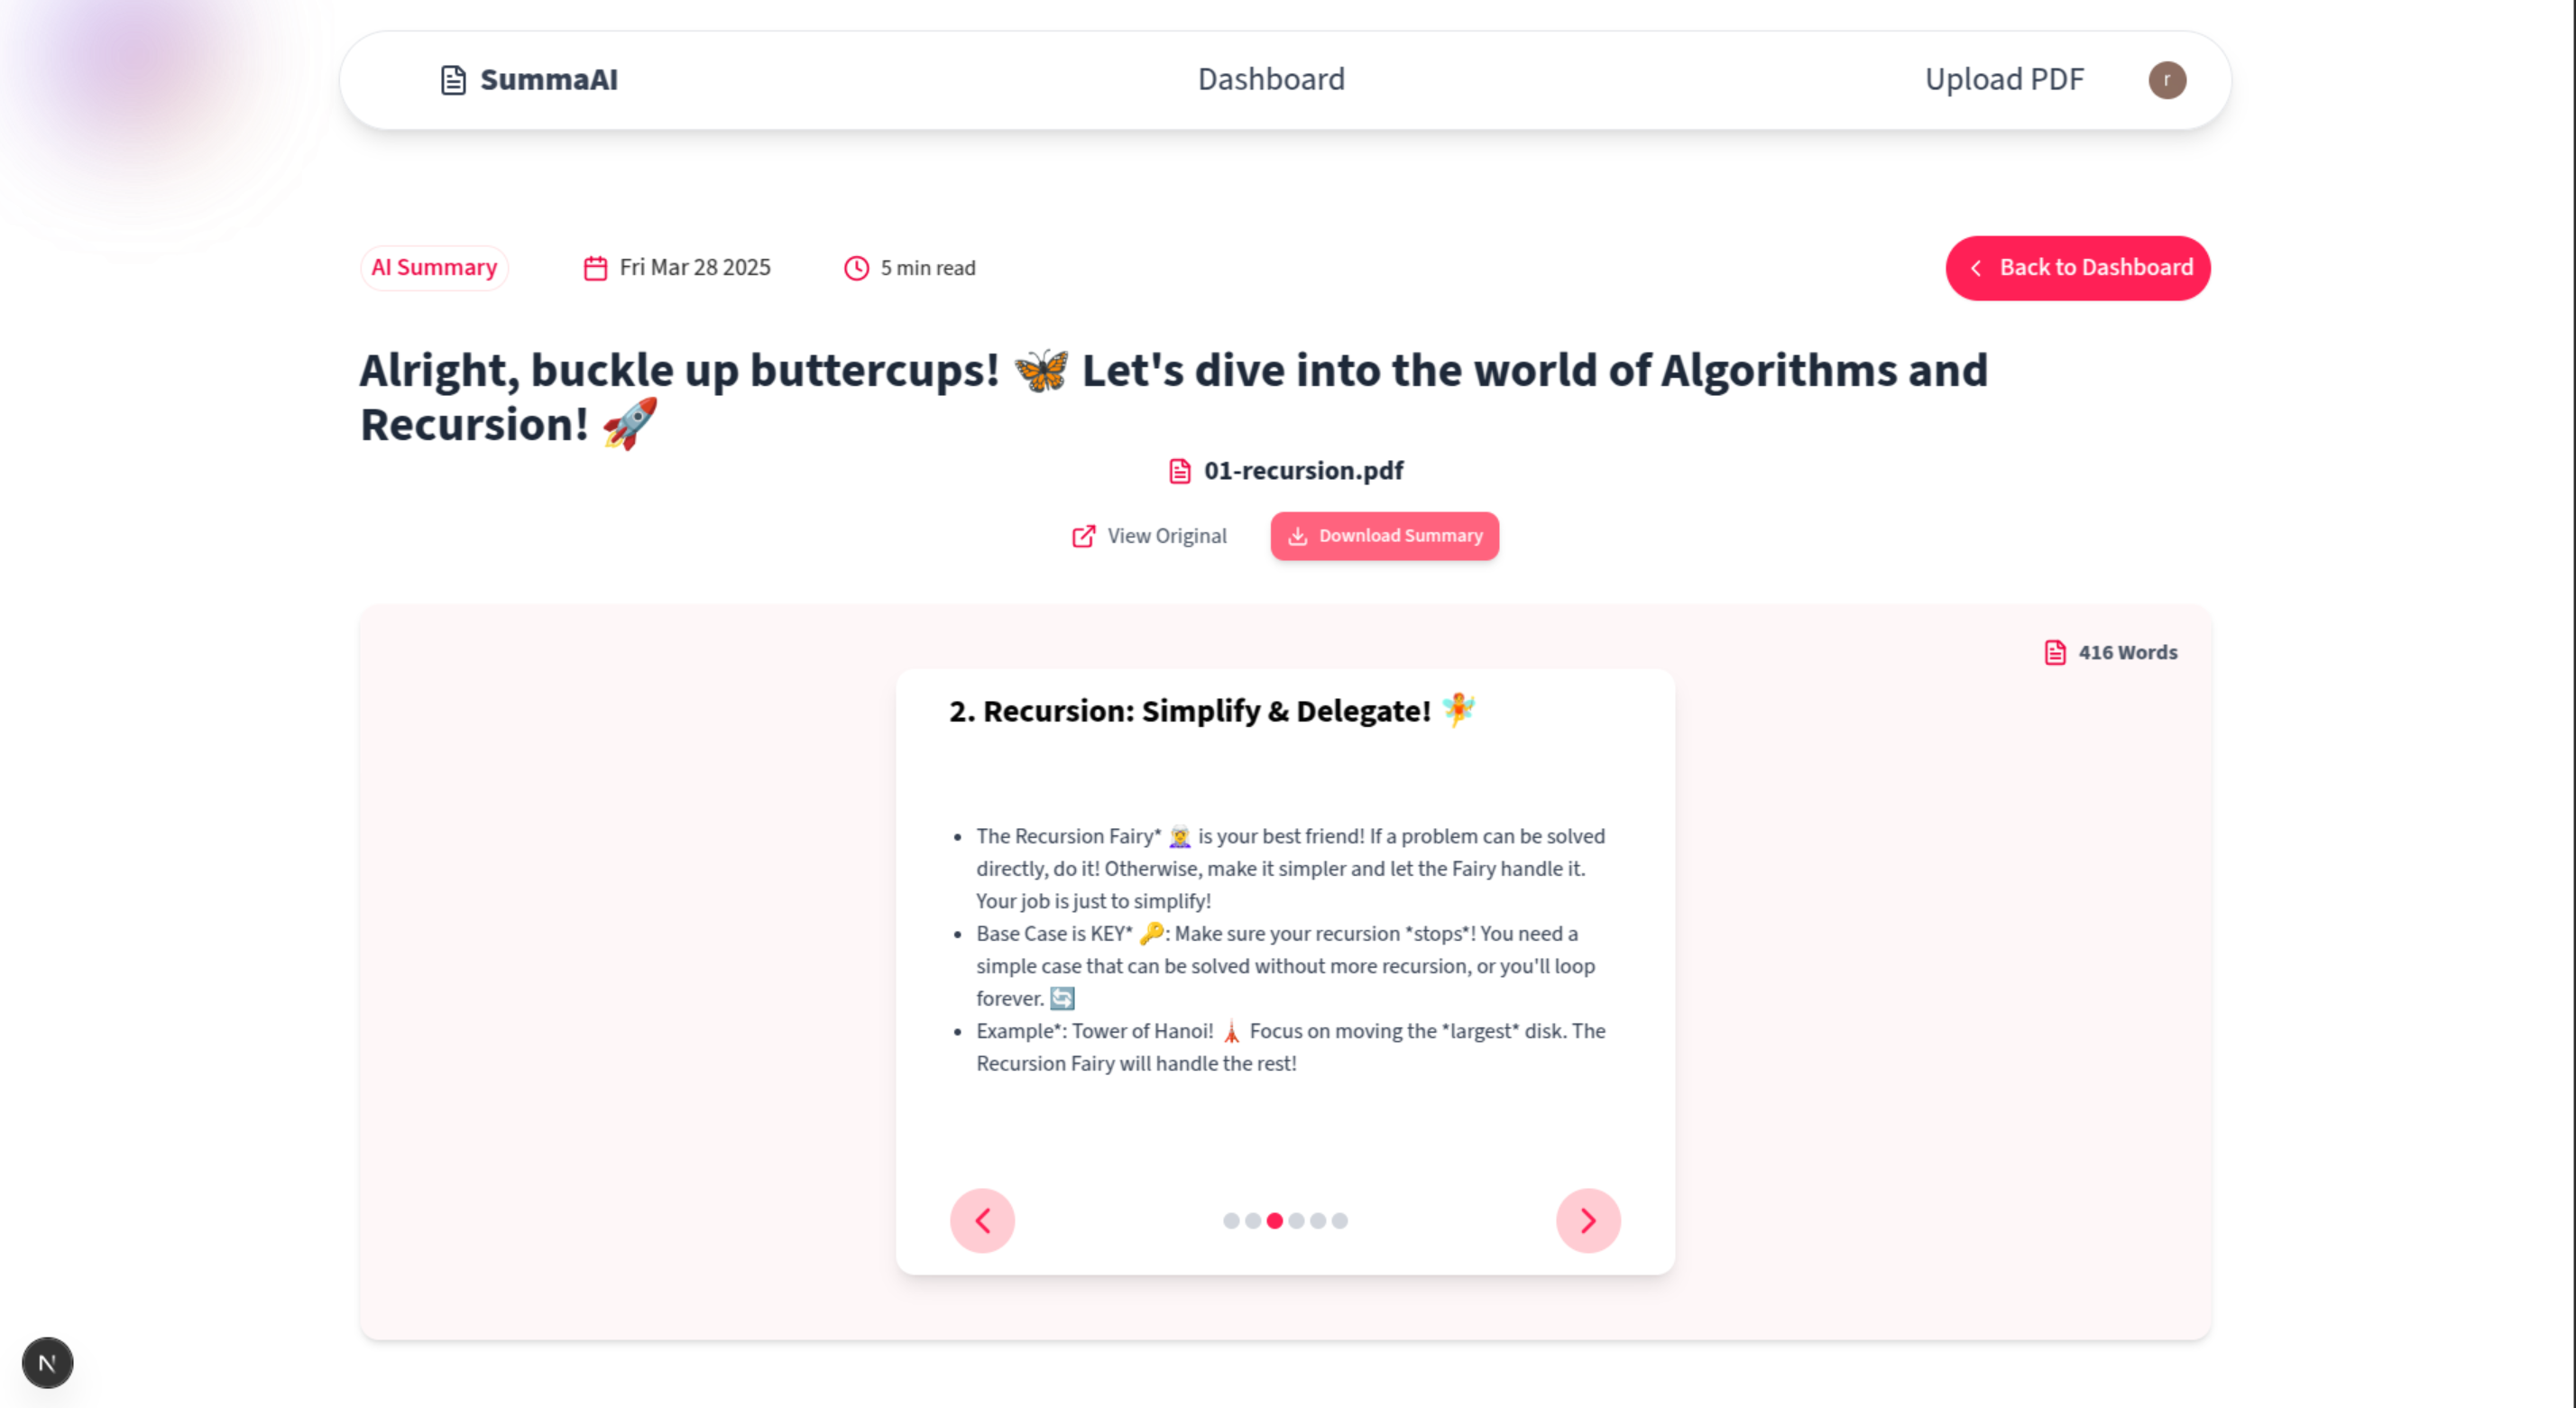 SummaAI
Dashboard
Upload PDF
r
AI Summary
Fri Mar 28 2025
5 min read
Back to Dashboard
Alright, buckle up buttercups! 🦋 Let's dive into the world of Algorithms and
Recursion! 🚀
01-recursion.pdf
View Original
Download Summary
416 Words
2. Recursion: Simplify & Delegate! 🧚
The Recursion Fairy* 🧝 is your best friend! If a problem can be solved
directly, do it! Otherwise, make it simpler and let the Fairy handle it.
Your job is just to simplify!
Base Case is KEY* 🔑: Make sure your recursion *stops*! You need a
simple case that can be solved without more recursion, or you'll loop
forever. 🔄
Example*: Tower of Hanoi! 🗼 Focus on moving the *largest* disk. The
Recursion Fairy will handle the rest!
N